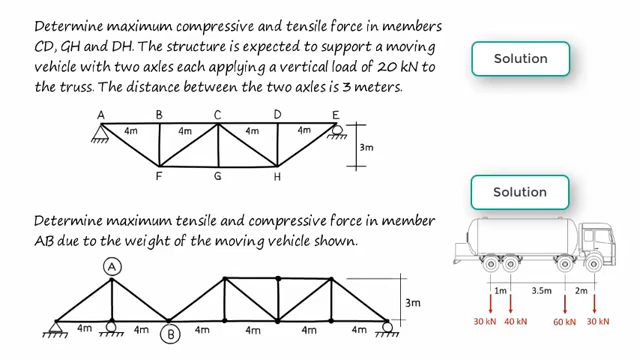 Determine maximum compressive and tensile force in members
CD, GH and DH. The structure is expected to support a moving
vehicle with two axles each applying a vertical load of 20 kN to
the truss. The distance between the two axles is 3 meters.
Solution
A B C D E
4m 4m 4m 4m
3m
F G H
Solution
Determine maximum tensile and compressive force in member
AB due to the weight of the moving vehicle shown.
A
3m
4m 4m 4m 4m 4m 4m
B
1m 3.5m 2m
30 kN 40 kN 60 kN 30 kN